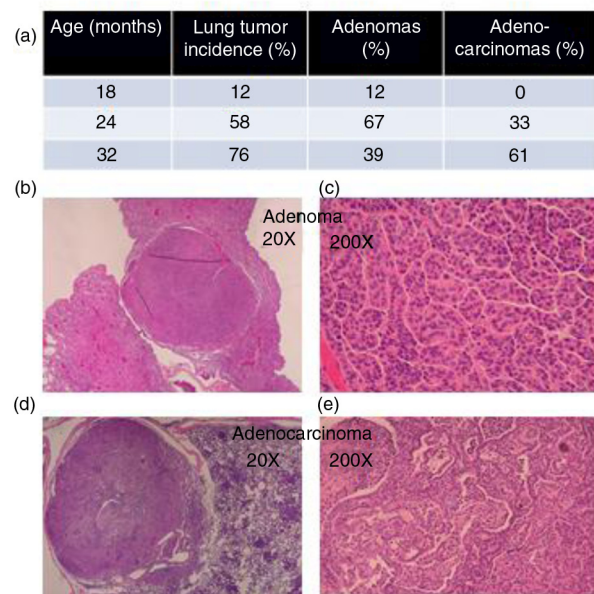 (a)
Age (months) Lung tumor incidence (%) Adenomas (%) Adeno-carcinomas (%)
18 12 12 0
24 58 67 33
32 76 39 61
(b) (c)
Adenoma
20X 200X
(d) (e)
Adenocarcinoma
20X 200X